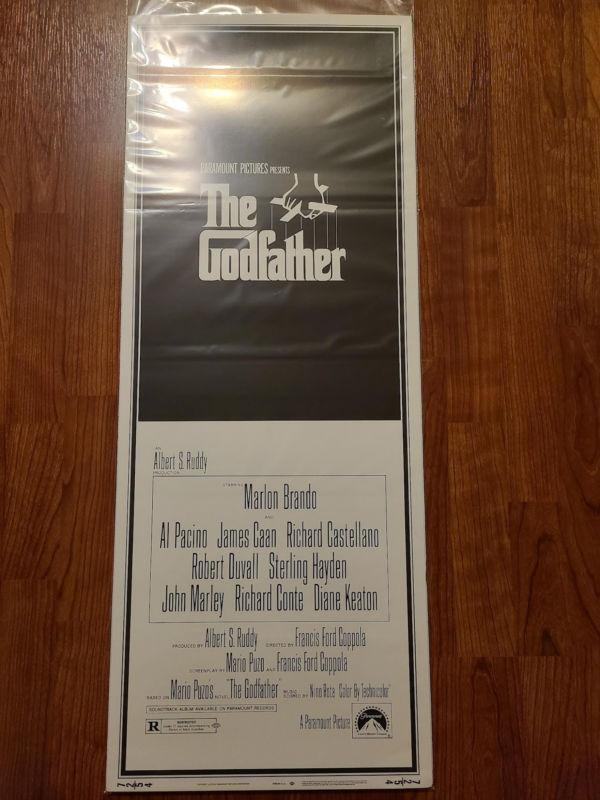 PARAMOUNT PICTURES PRESENTS
The
Godfather
AN
Albert S. Ruddy
PRODUCTION
STARRING
Marlon Brando
AND
Al Pacino James Caan Richard Castellano
Robert Duvall Sterling Hayden
John Marley Richard Conte Diane Keaton
PRODUCED BY Albert S. Ruddy DIRECTED BY Francis Ford Coppola
SCREENPLAY BY Mario Puzo AND Francis Ford Coppola
BASED ON Mario Puzo's NOVEL "The Godfather" MUSIC SCORED BY Nino Rota Color By Technicolor®
SOUNDTRACK ALBUM AVAILABLE ON PARAMOUNT RECORDS
R RESTRICTED
A Paramount Picture
Paramount